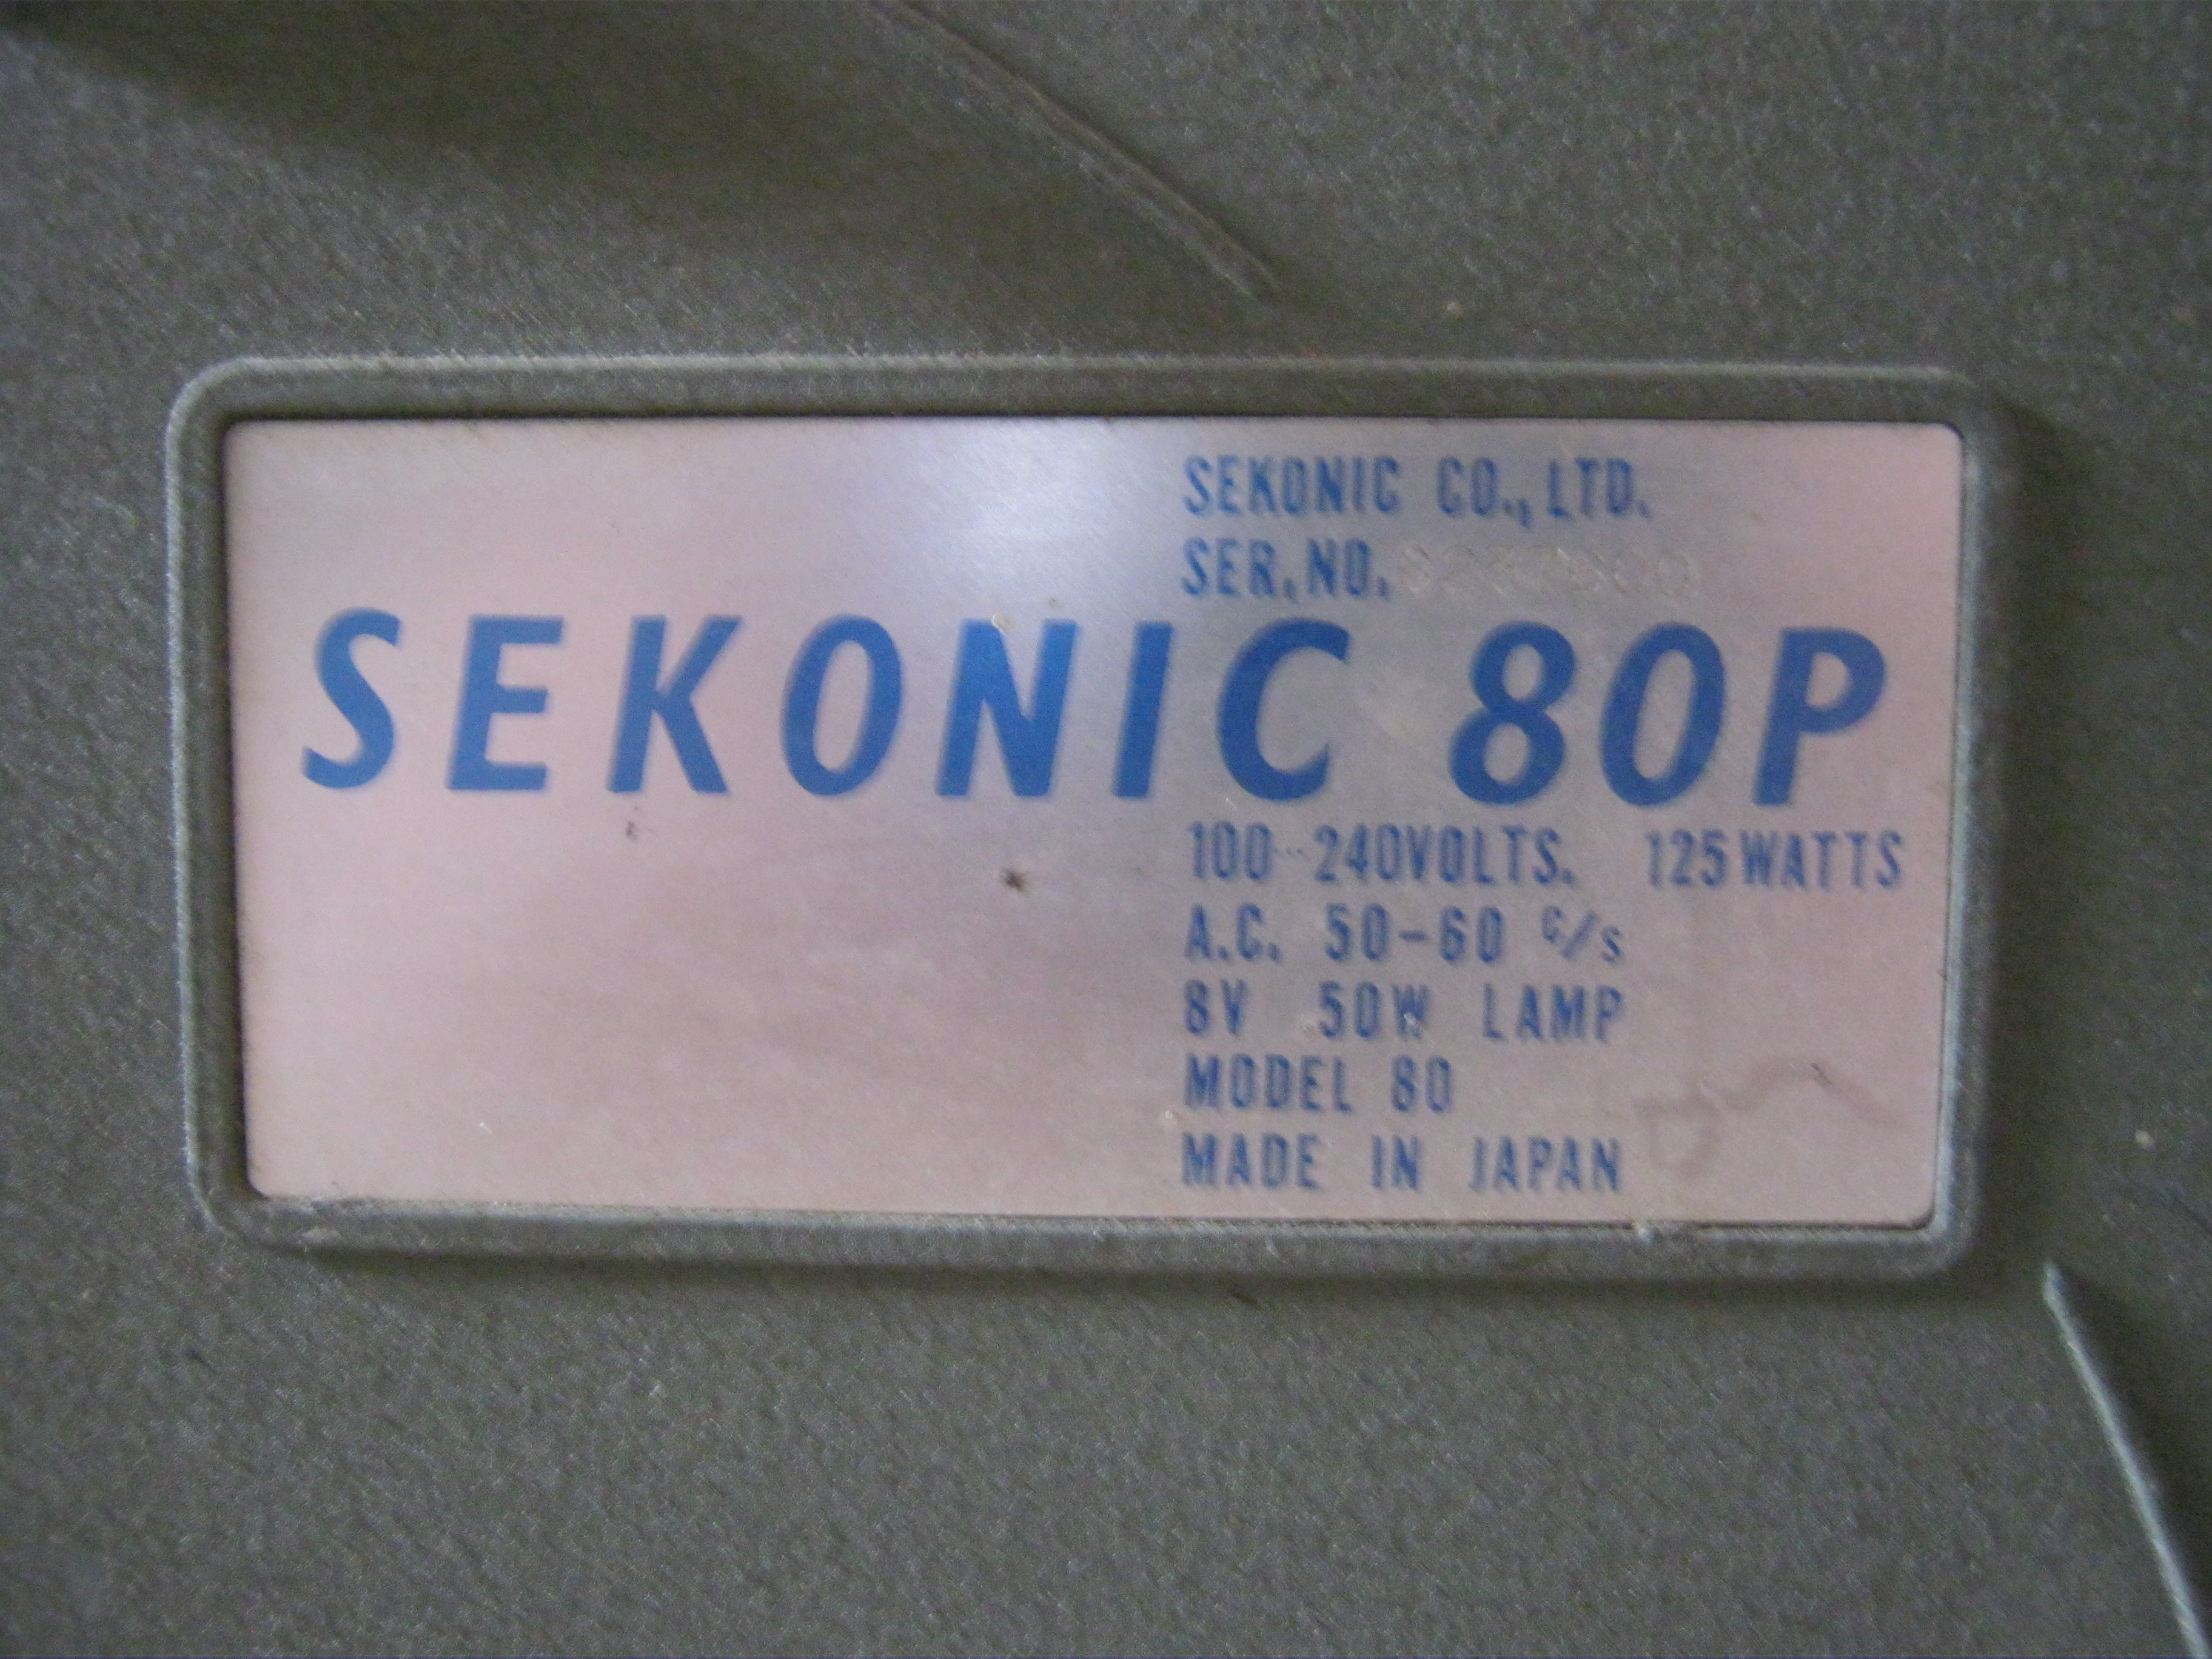 SEKONIC CO., LTD.
SER. NO.
SEKONIC 80P
100-240VOLTS. 125WATTS
A.C. 50-60 C/S
8V 50W LAMP
MODEL 80
MADE IN JAPAN